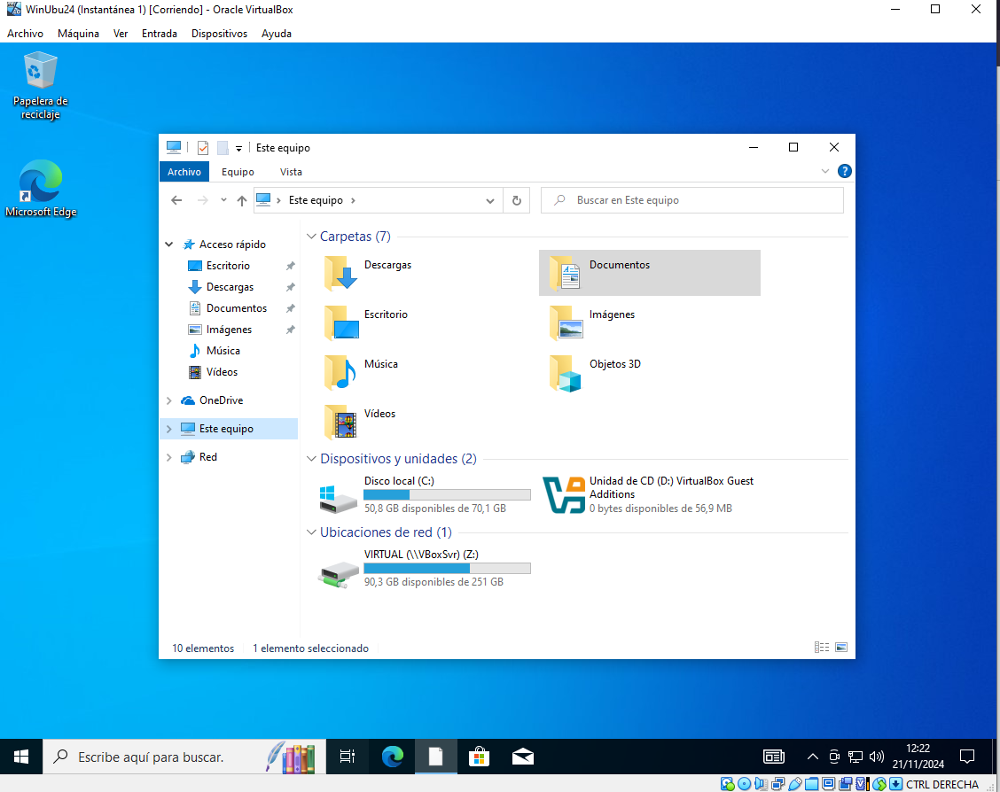 WinUbu24 (Instantánea 1) [Corriendo] - Oracle VirtualBox
Archivo Máquina Ver Entrada Dispositivos Ayuda
Papelera de
reciclaje
Microsoft Edge
Este equipo
Archivo Equipo Vista
Este equipo
Buscar en Este equipo
Acceso rápido
Escritorio
Descargas
Documentos
Imágenes
Música
Vídeos
OneDrive
Este equipo
Red
Carpetas (7)
Descargas
Documentos
Escritorio
Imágenes
Música
Objetos 3D
Vídeos
Dispositivos y unidades (2)
Disco local (C:)
50,8 GB disponibles de 70,1 GB
Unidad de CD (D:) VirtualBox Guest
Additions
0 bytes disponibles de 56,9 MB
Ubicaciones de red (1)
VIRTUAL (\\VBoxSvr) (Z:)
90,3 GB disponibles de 251 GB
10 elementos 1 elemento seleccionado
Escribe aquí para buscar.
12:22
21/11/2024
CTRL DERECHA